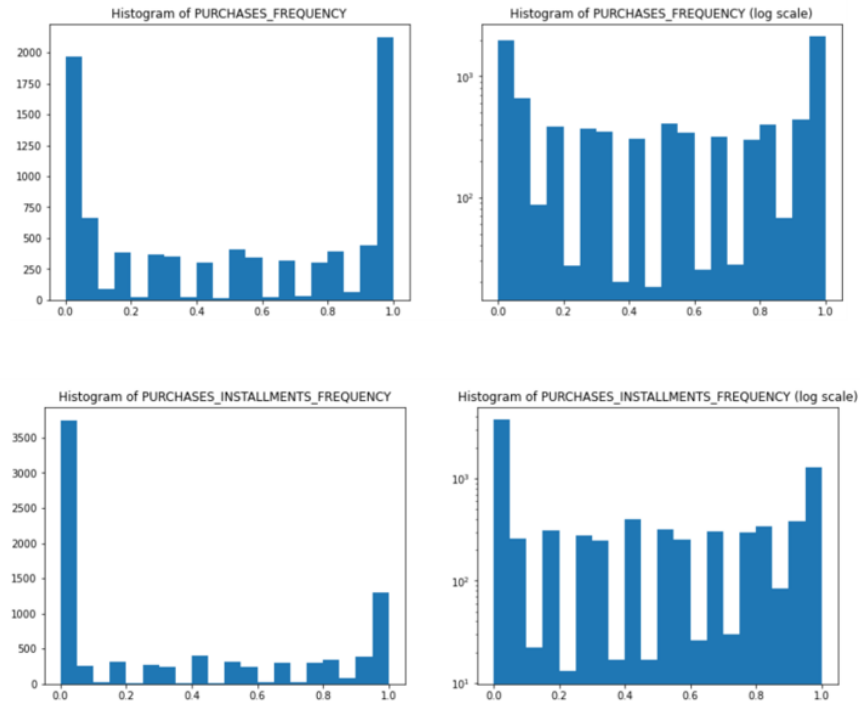 Histogram of PURCHASES_FREQUENCY
2000
1750
1500
1250
1000
750
500
250
0
0.0 0.2 0.4 0.6 0.8 1.0
Histogram of PURCHASES_FREQUENCY (log scale)
10³
10²
0.0 0.2 0.4 0.6 0.8 1.0
Histogram of PURCHASES_INSTALLMENTS_FREQUENCY
3500
3000
2500
2000
1500
1000
500
0
0.0 0.2 0.4 0.6 0.8 1.0
Histogram of PURCHASES_INSTALLMENTS_FREQUENCY (log scale)
10³
10²
10¹
0.0 0.2 0.4 0.6 0.8 1.0